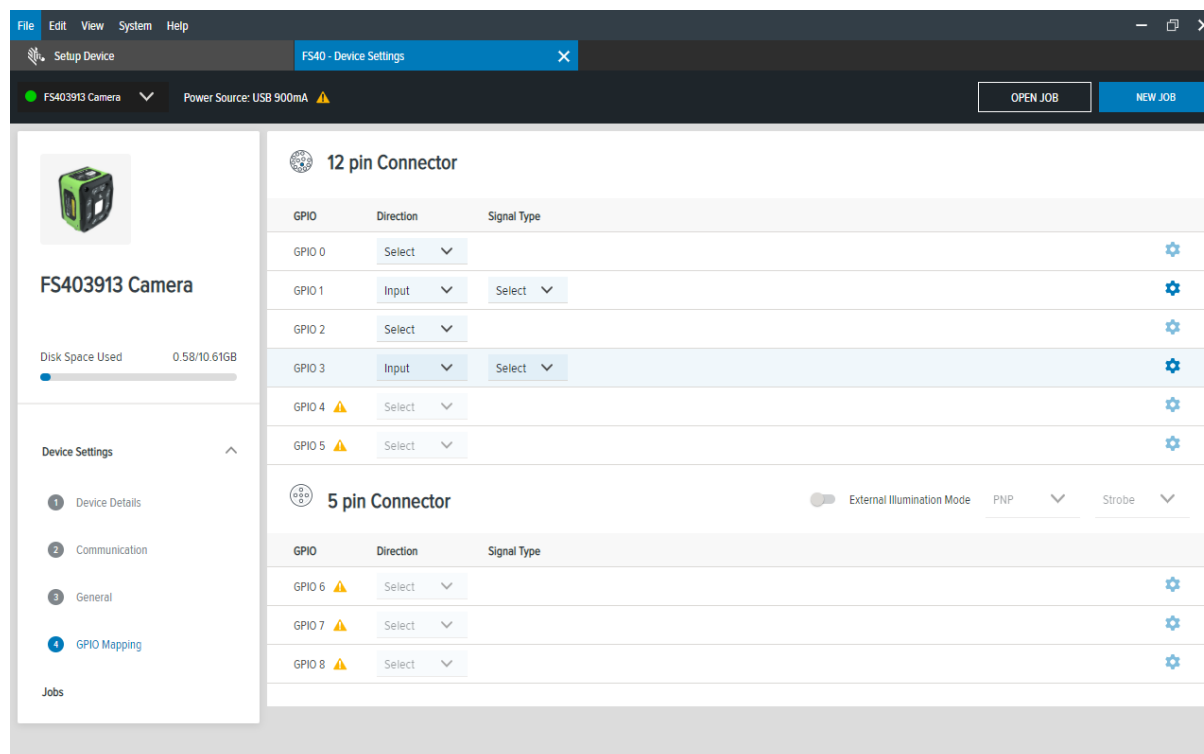 File Edit View System Help
Setup Device FS40 - Device Settings
FS403913 Camera Power Source: USB 900mA OPEN JOB NEW JOB
12 pin Connector
GPIO Direction Signal Type
GPIO 0 Select
FS403913 Camera
GPIO 1 Input Select
GPIO 2 Select
Disk Space Used 0.58/10.61GB
GPIO 3 Input Select
GPIO 4 Select
GPIO 5 Select
Device Settings
1 Device Details
2 Communication
3 General
4 GPIO Mapping
Jobs
5 pin Connector External Illumination Mode PNP Strobe
GPIO Direction Signal Type
GPIO 6 Select
GPIO 7 Select
GPIO 8 Select